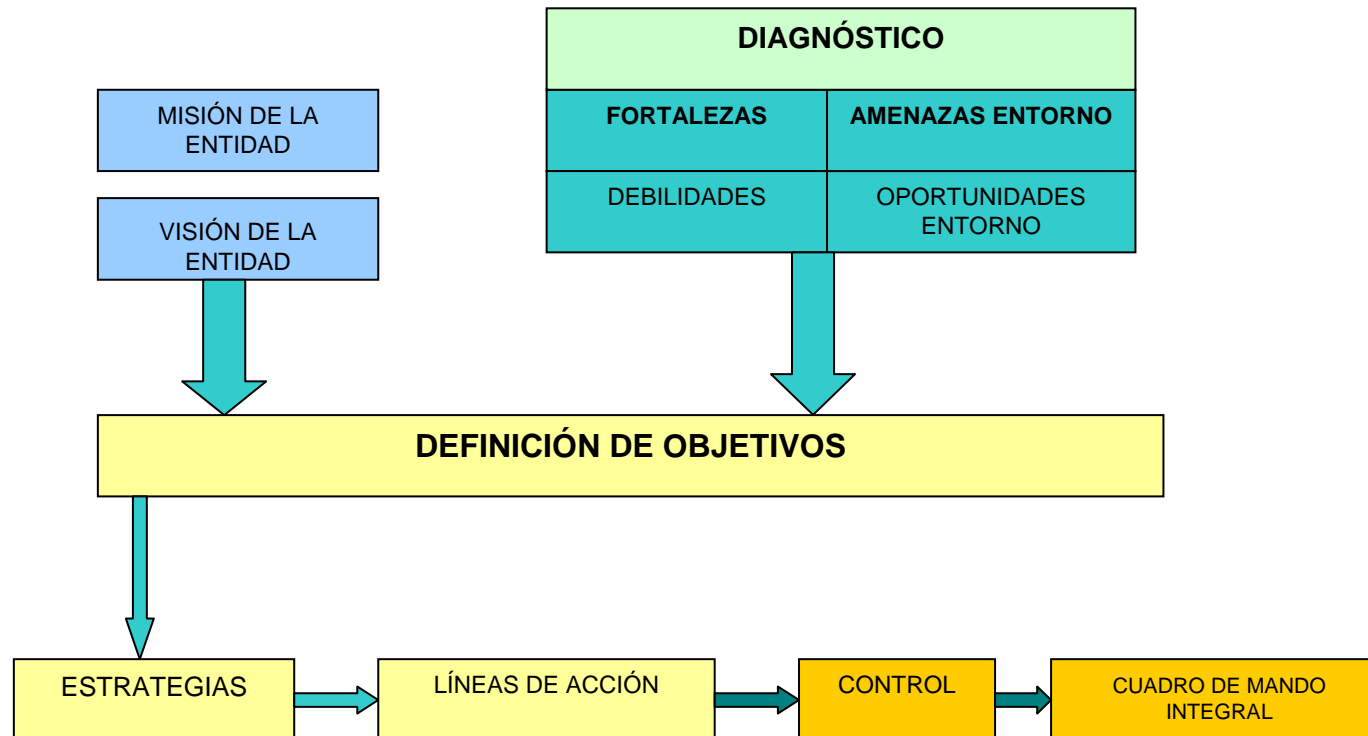 DIAGNÓSTICO
MISIÓN DE LA
ENTIDAD
FORTALEZAS
AMENAZAS ENTORNO
VISIÓN DE LA
ENTIDAD
DEBILIDADES
OPORTUNIDADES
ENTORNO
DEFINICIÓN DE OBJETIVOS
ESTRATEGIAS
LÍNEAS DE ACCIÓN
CONTROL
CUADRO DE MANDO
INTEGRAL